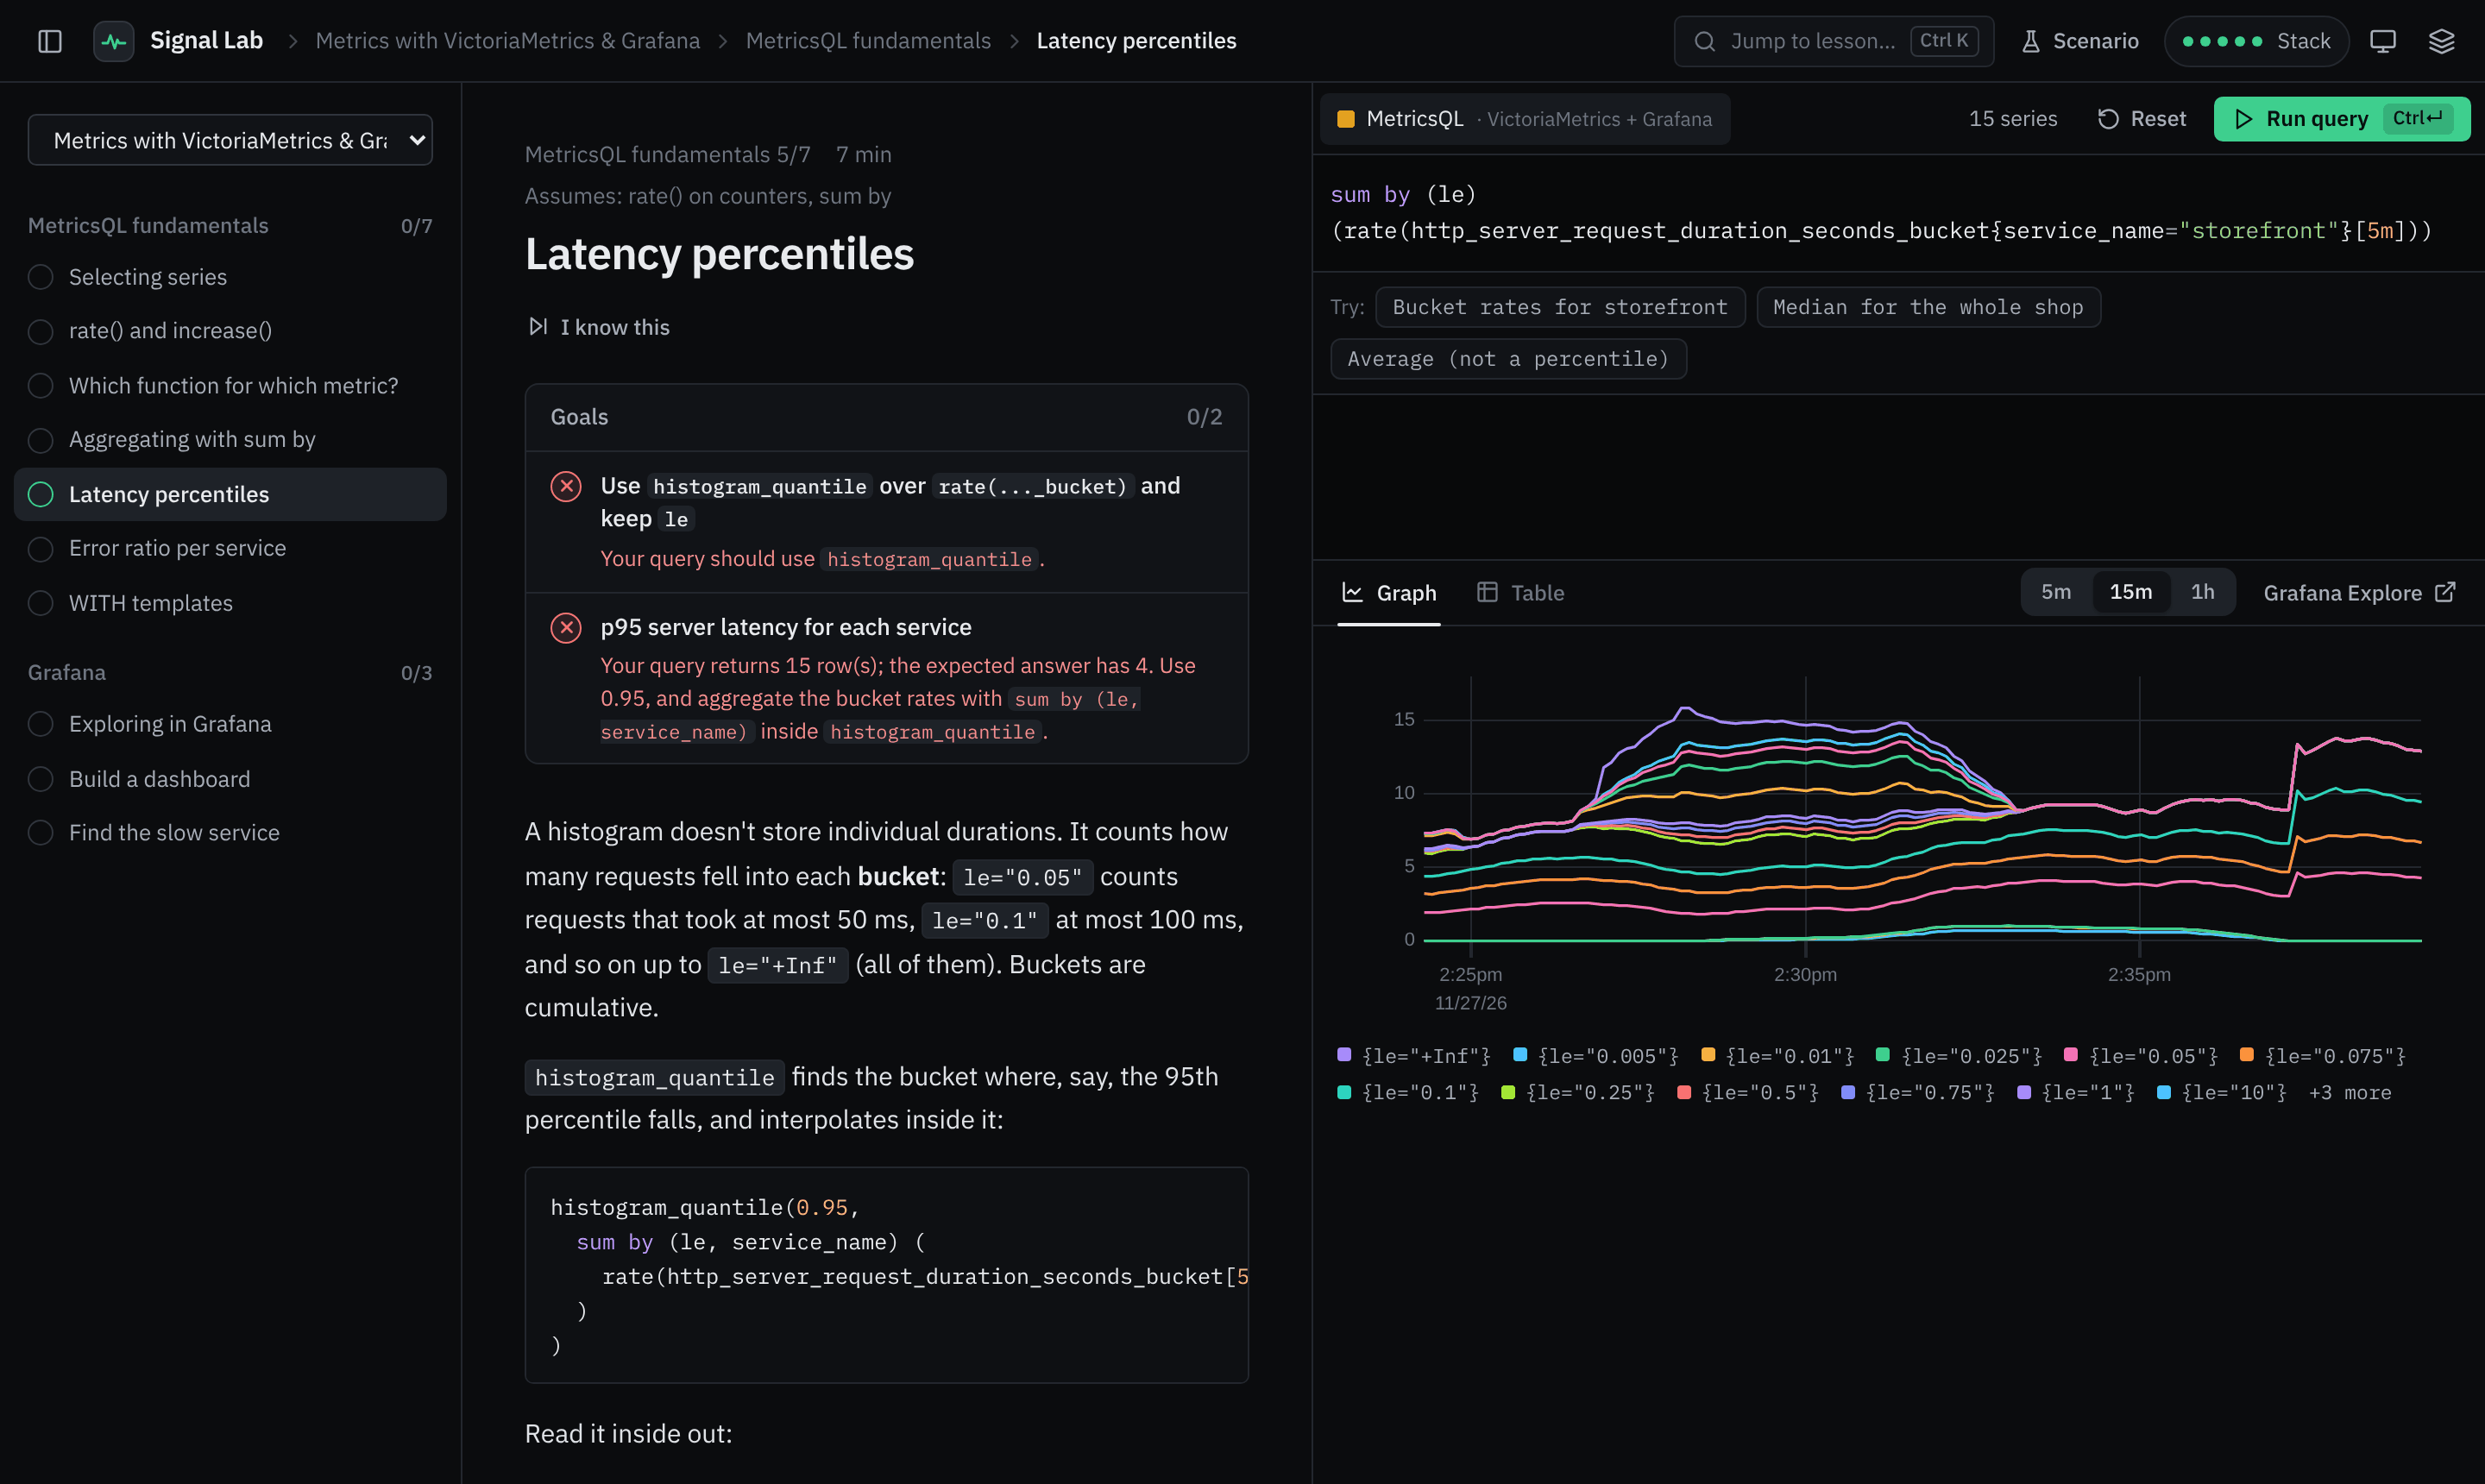 Signal Lab
Metrics with VictoriaMetrics & Grafana
MetricsQL fundamentals
Latency percentiles
Jump to lesson...
Ctrl K
Scenario
Stack
Metrics with VictoriaMetrics & Gra
MetricsQL fundamentals 0/7
Selecting series
rate() and increase()
Which function for which metric?
Aggregating with sum by
Latency percentiles
Error ratio per service
WITH templates
Grafana 0/3
Exploring in Grafana
Build a dashboard
Find the slow service
MetricsQL fundamentals 5/7 7 min
Assumes: rate() on counters, sum by
Latency percentiles
I know this
Goals 0/2
Use histogram_quantile over rate(..._bucket) and
keep le
Your query should use histogram_quantile.
p95 server latency for each service
Your query returns 15 row(s); the expected answer has 4. Use
0.95, and aggregate the bucket rates with sum by (le,
service_name) inside histogram_quantile.
A histogram doesn't store individual durations. It counts how
many requests fell into each bucket: le="0.05" counts
requests that took at most 50 ms, le="0.1" at most 100 ms,
and so on up to le="+Inf" (all of them). Buckets are
cumulative.
histogram_quantile finds the bucket where, say, the 95th
percentile falls, and interpolates inside it:
histogram_quantile(0.95,
sum by (le, service_name) (
rate(http_server_request_duration_seconds_bucket[5
)
)
Read it inside out:
MetricsQL · VictoriaMetrics + Grafana
15 series
Reset
Run query Ctrl↵
sum by (le)
(rate(http_server_request_duration_seconds_bucket{service_name="storefront"}[5m]))
Try: Bucket rates for storefront Median for the whole shop
Average (not a percentile)
Graph
Table
5m 15m 1h
Grafana Explore
15
10
5
0
2:25pm 2:30pm 2:35pm
11/27/26
{le="+Inf"} {le="0.005"} {le="0.01"} {le="0.025"} {le="0.05"} {le="0.075"}
{le="0.1"} {le="0.25"} {le="0.5"} {le="0.75"} {le="1"} {le="10"} +3 more